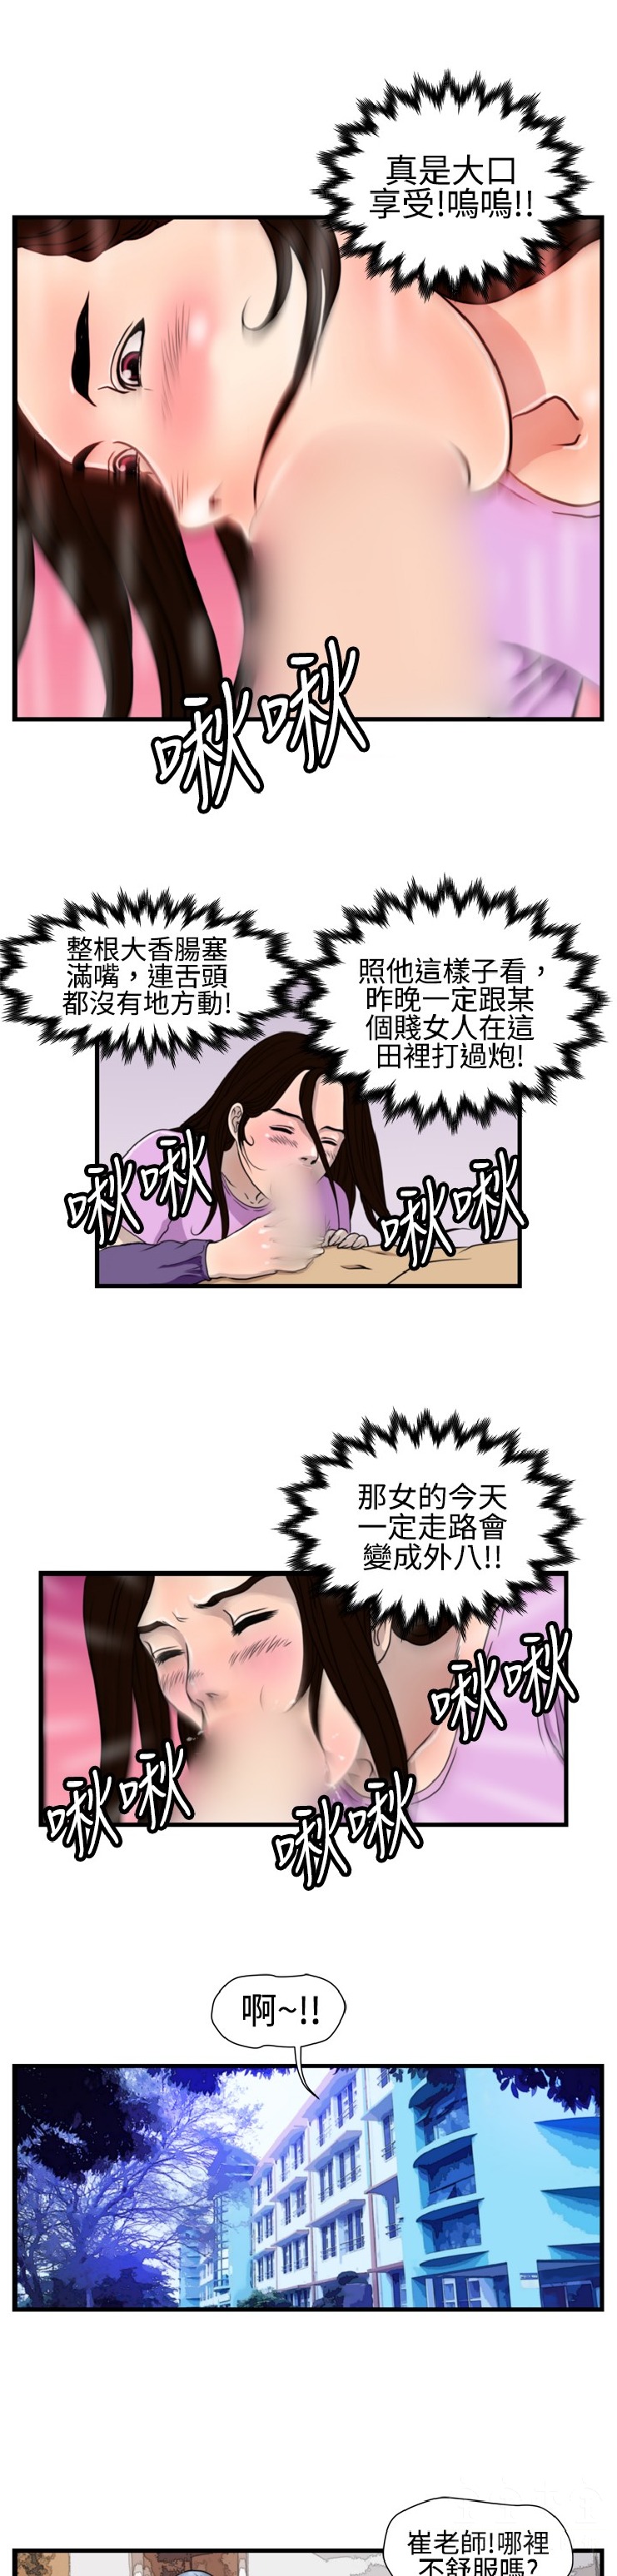 真是大口
享受!嗚嗚!!
啾啾
整根大香腸塞
滿嘴，連舌頭
都沒有地方動!
照他這樣子看，
昨晚一定跟某
個賤女人在這
田裡打過炮!
啾啾
啾啾
那女的今天
一定走路會
變成外八!!
啾啾
啾啾
啾啾
啊~!!
崔老師!哪裡
不舒服嗎?